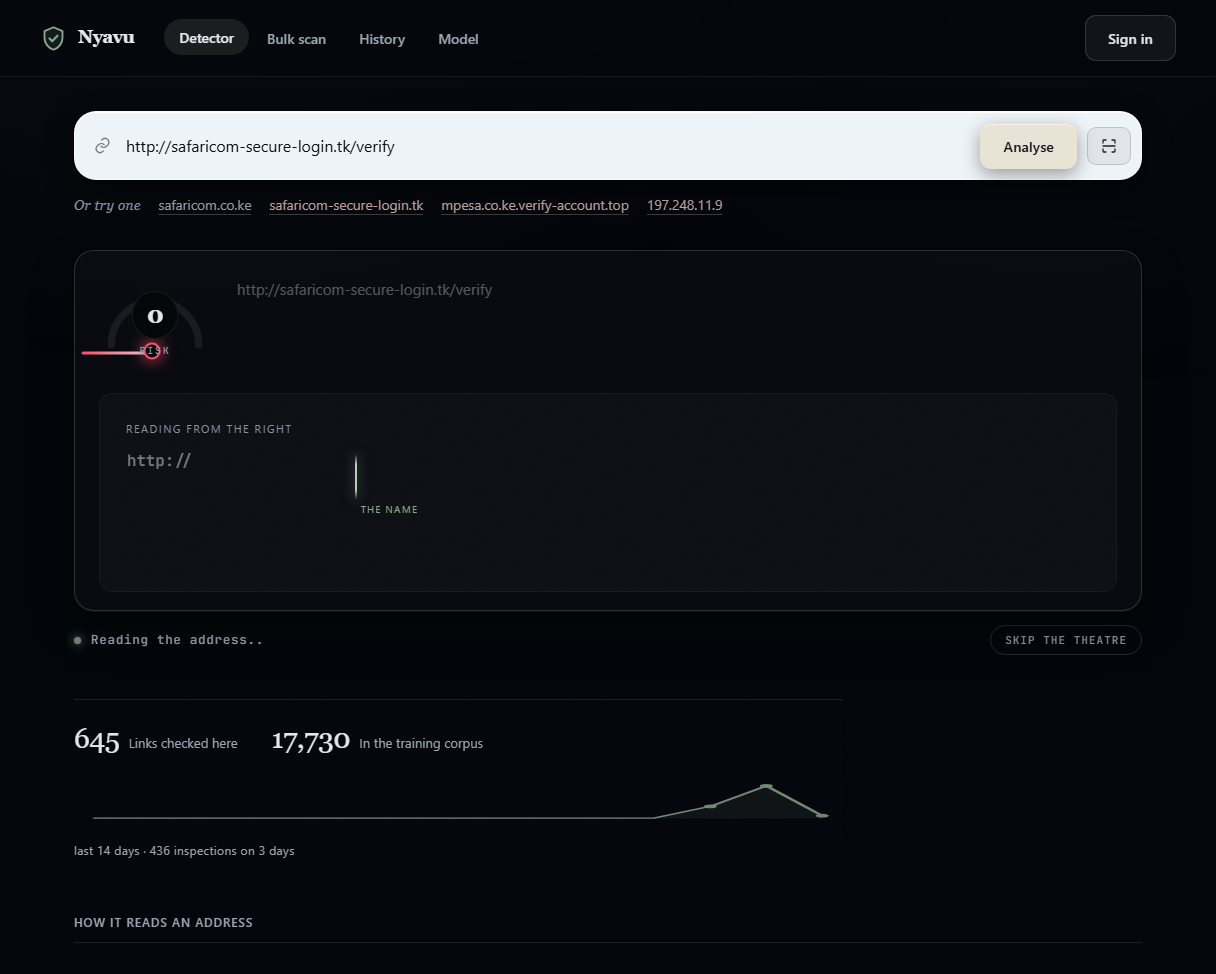 Nyavu
Detector Bulk scan History Model
Sign in
http://safaricom-secure-login.tk/verify
Analyse
Or try one safaricom.co.ke safaricom-secure-login.tk mpesa.co.ke.verify-account.top 197.248.11.9
http://safaricom-secure-login.tk/verify
0
RISK
READING FROM THE RIGHT
http://
THE NAME
Reading the address..
SKIP THE THEATRE
645 Links checked here 17,730 In the training corpus
last 14 days · 436 inspections on 3 days
HOW IT READS AN ADDRESS